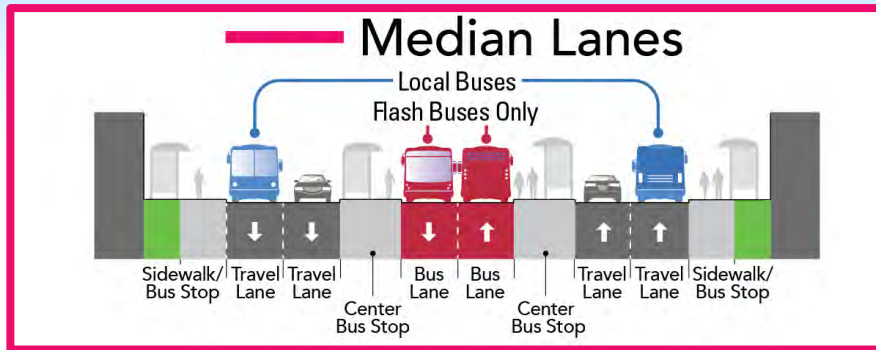 Median Lanes
Local Buses
Flash Buses Only
Sidewalk/
Bus Stop
Travel
Lane
Travel
Lane
Center
Bus Stop
Bus
Lane
Bus
Lane
Center
Bus Stop
Travel
Lane
Travel
Lane
Sidewalk/
Bus Stop